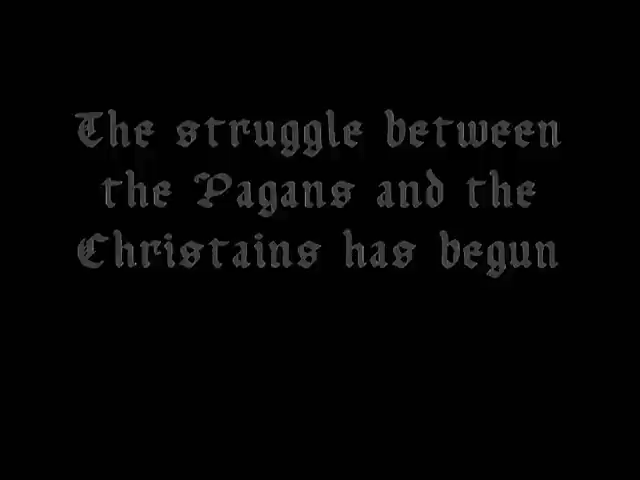 The struggle between
the Pagans and the
Christains has begun